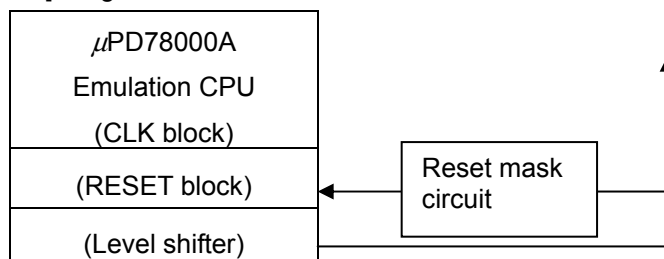 μPD78000A
Emulation CPU
(CLK block)
(RESET block)
(Level shifter)
Reset mask
circuit